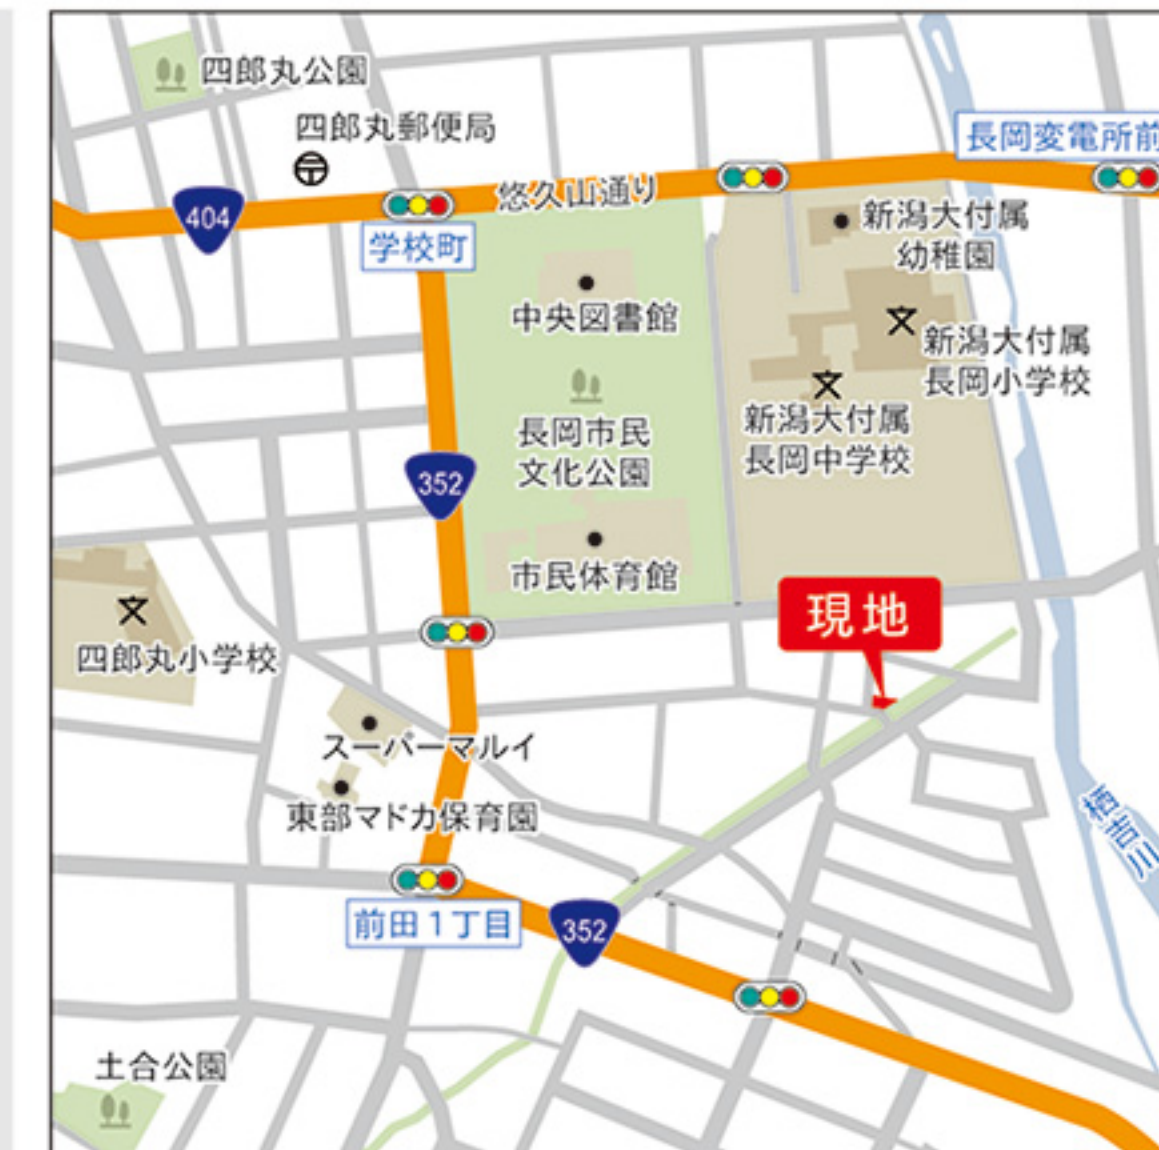 四郎丸公園
四郎丸郵便局
長岡変電所前
悠久山通り
404
学校町
新潟大付属
幼稚園
中央図書館
新潟大付属
長岡小学校
新潟大付属
長岡中学校
長岡市民
文化公園
352
市民体育館
現地
四郎丸小学校
スーパーマルイ
東部マドカ保育園
栖吉川
前田1丁目
352
土合公園